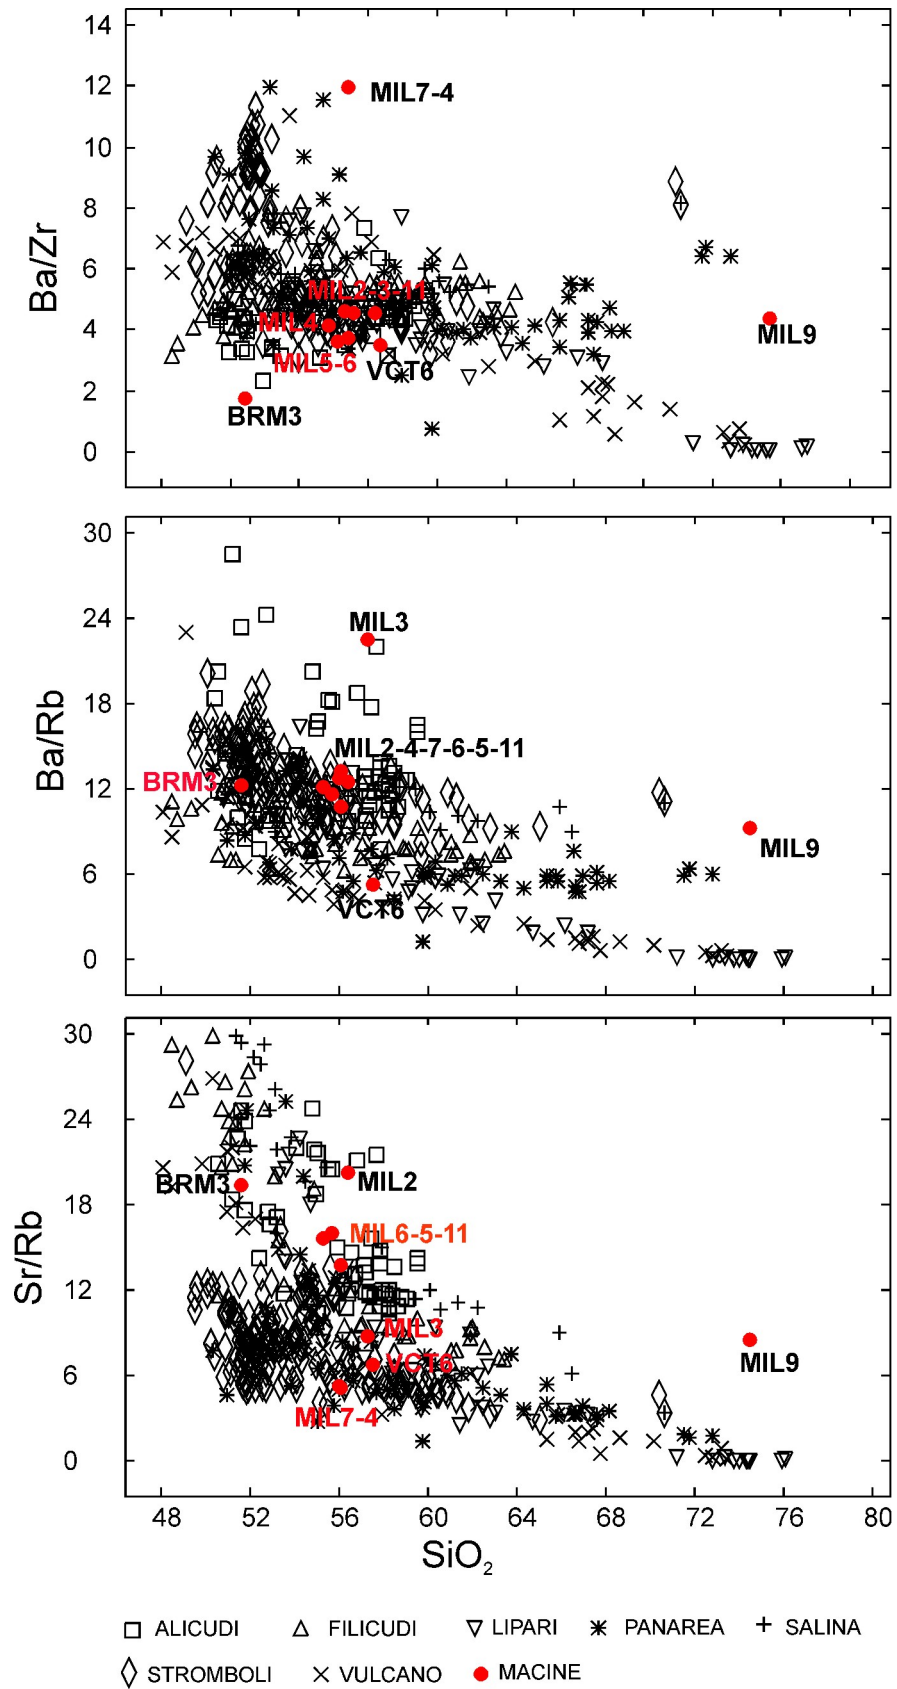 14
12
MIL7-4
10
8
Ba/Zr
6
MIL2-3-11
4
MIL4
MIL9
MIL5-6
VCT6
2
BRM3
0
30
24
MIL3
18
Ba/Rb
MIL2-4-7-6-5-11
BRM3
12
MIL9
6
VCT6
0
30
24
BRM3
MIL2
18
MIL6-5-11
Sr/Rb
12
MIL3
MIL9
VCT6
6
MIL7-4
0
48 52 56 60 64 68 72 76 80
SiO₂
ALICUDI FILICUDI LIPARI PANAREA SALINA
STROMBOLI VULCANO MACINE